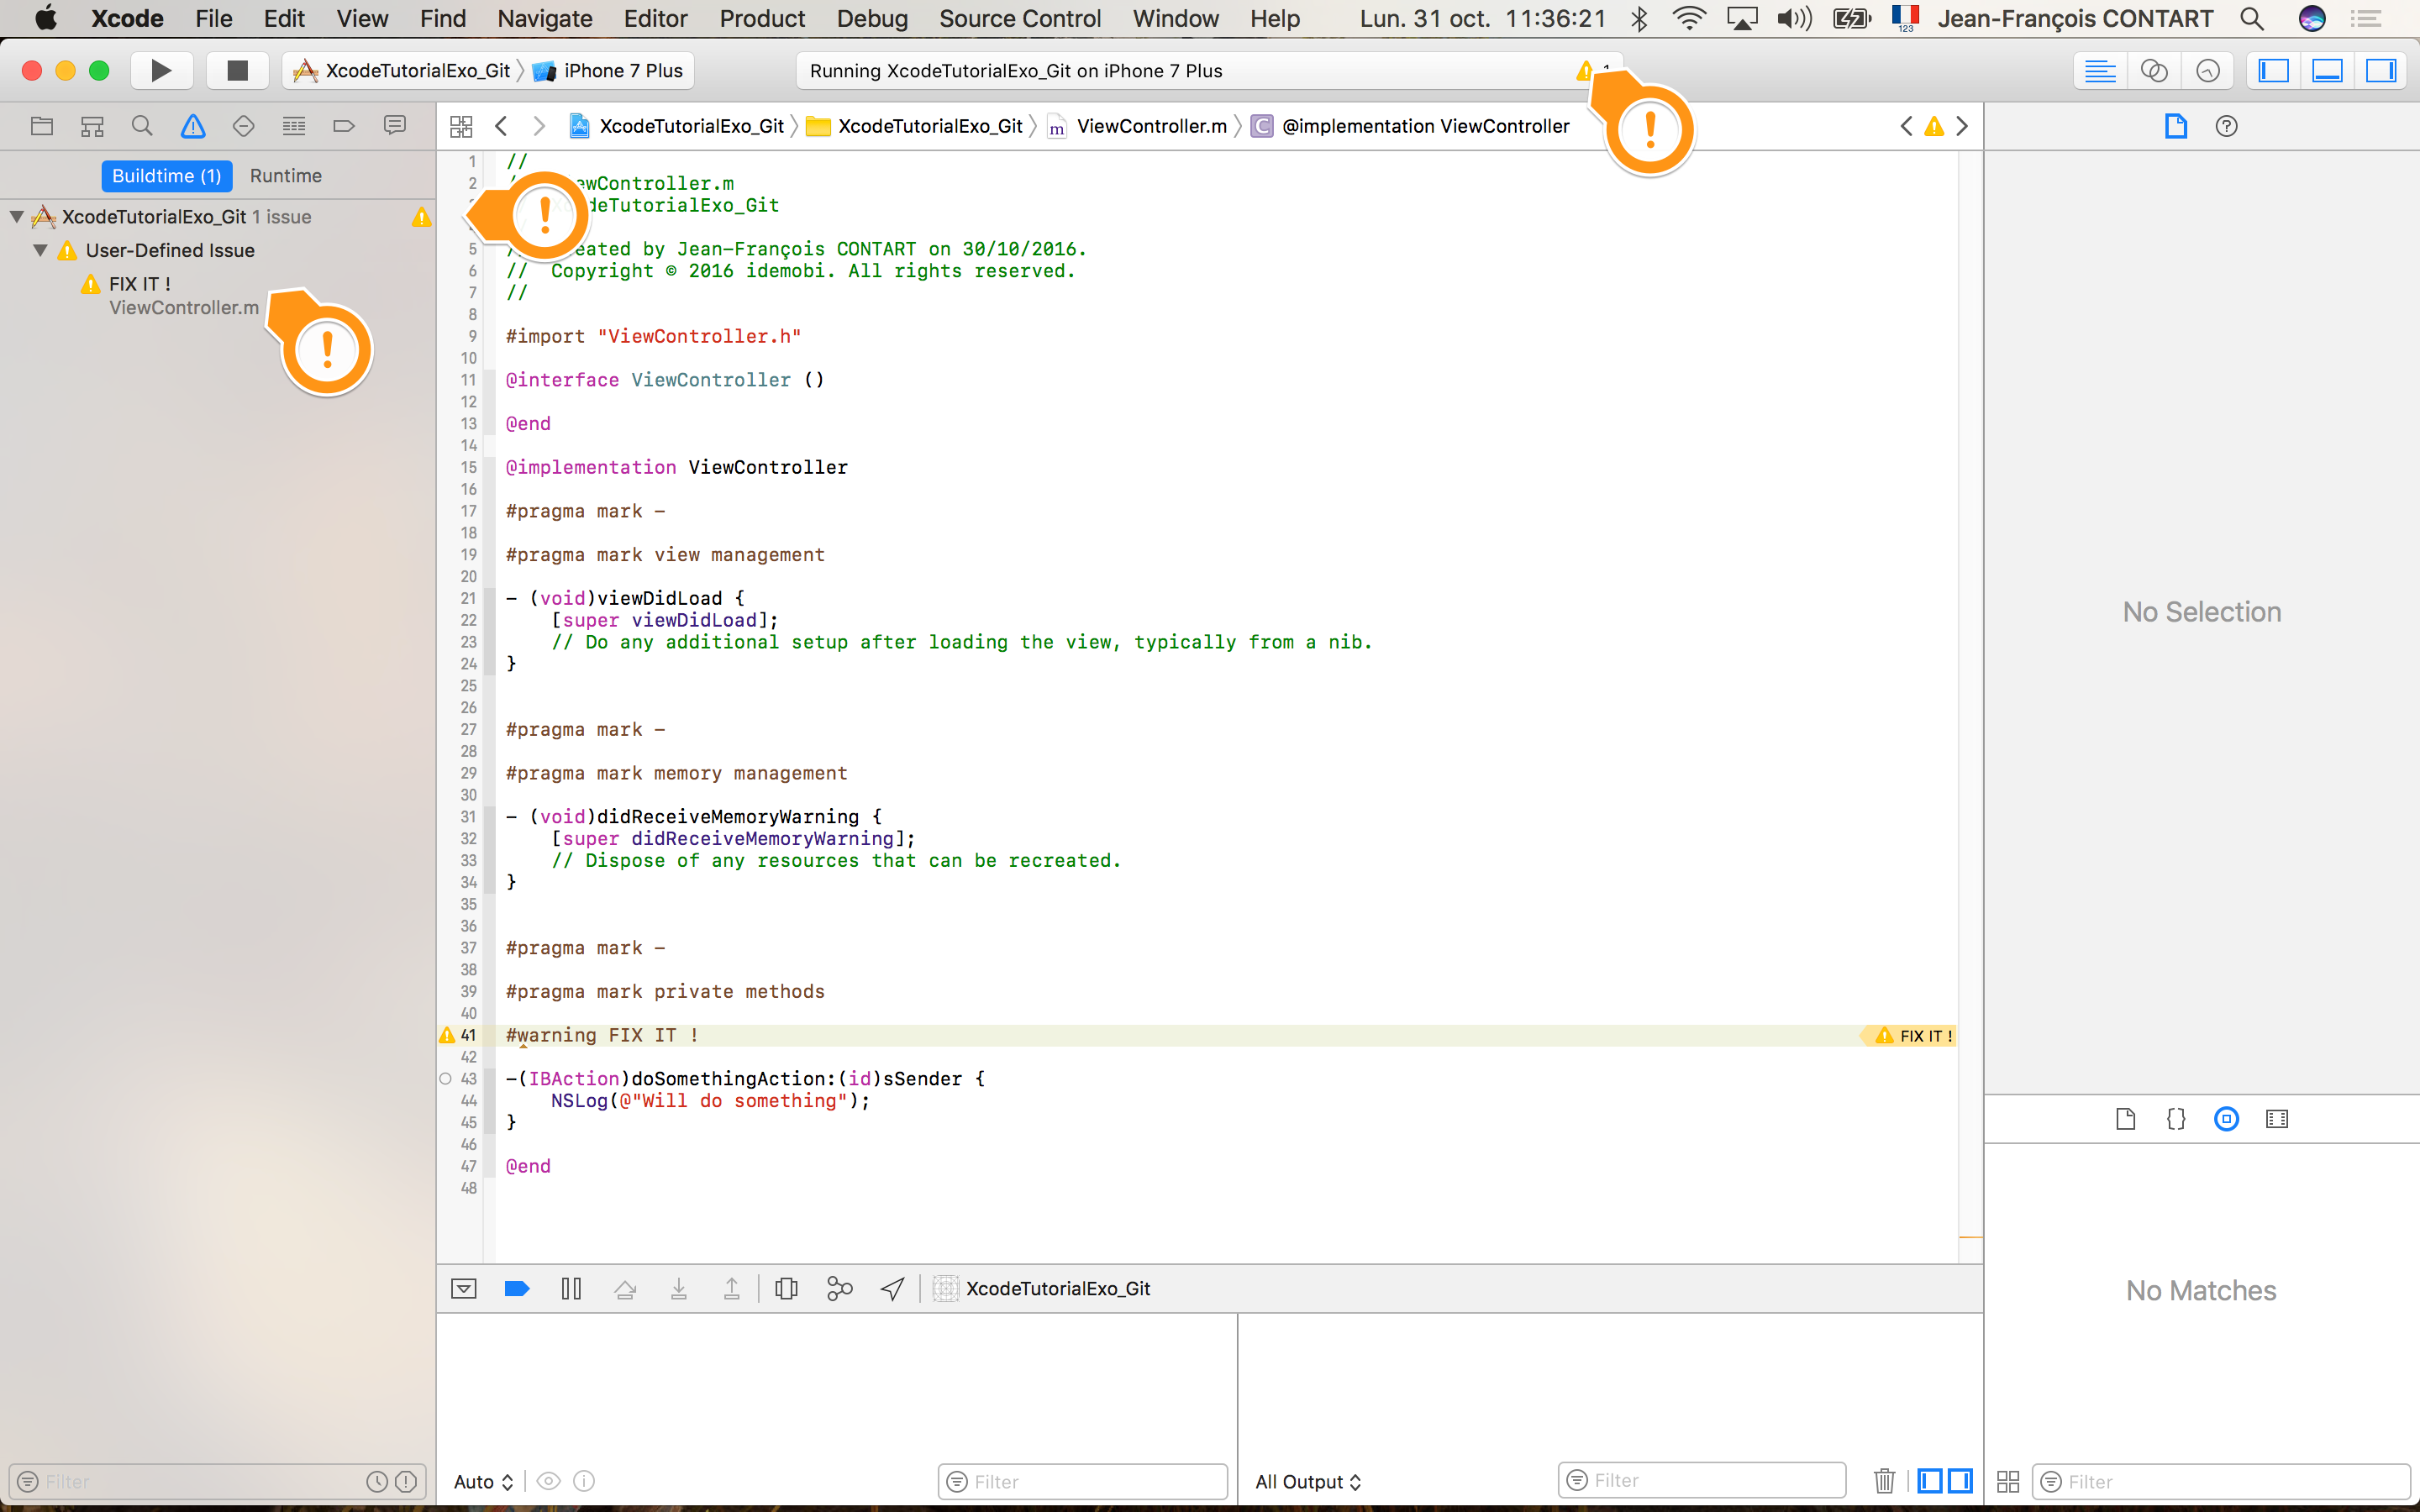 Xcode File Edit View Find Navigate Editor Product Debug Source Control Window Help Lun. 31 oct. 11:36:21 123 Jean-François CONTART
XcodeTutorialExo_Git iPhone 7 Plus Running XcodeTutorialExo_Git on iPhone 7 Plus
XcodeTutorialExo_Git XcodeTutorialExo_Git m ViewController.m C @implementation ViewController
Buildtime (1) Runtime
XcodeTutorialExo_Git 1 issue
User-Defined Issue
FIX IT !
ViewController.m
1 //
2 ewController.m
deTutorialExo_Git
5 eated by Jean-François CONTART on 30/10/2016.
6 // Copyright © 2016 idemobi. All rights reserved.
7 //
8
9 #import "ViewController.h"
10
11 @interface ViewController ()
12
13 @end
14
15 @implementation ViewController
16
17 #pragma mark -
18
19 #pragma mark view management
20
21 - (void)viewDidLoad {
22 [super viewDidLoad];
23 // Do any additional setup after loading the view, typically from a nib.
24 }
25
26
27 #pragma mark -
28
29 #pragma mark memory management
30
31 - (void)didReceiveMemoryWarning {
32 [super didReceiveMemoryWarning];
33 // Dispose of any resources that can be recreated.
34 }
35
36
37 #pragma mark -
38
39 #pragma mark private methods
40
41 #warning FIX IT ! FIX IT !
42
43 -(IBAction)doSomethingAction:(id)sSender {
44 NSLog(@"Will do something");
45 }
46
47 @end
48
XcodeTutorialExo_Git
No Selection
{}
No Matches
Filter
Auto Filter
All Output Filter
Filter